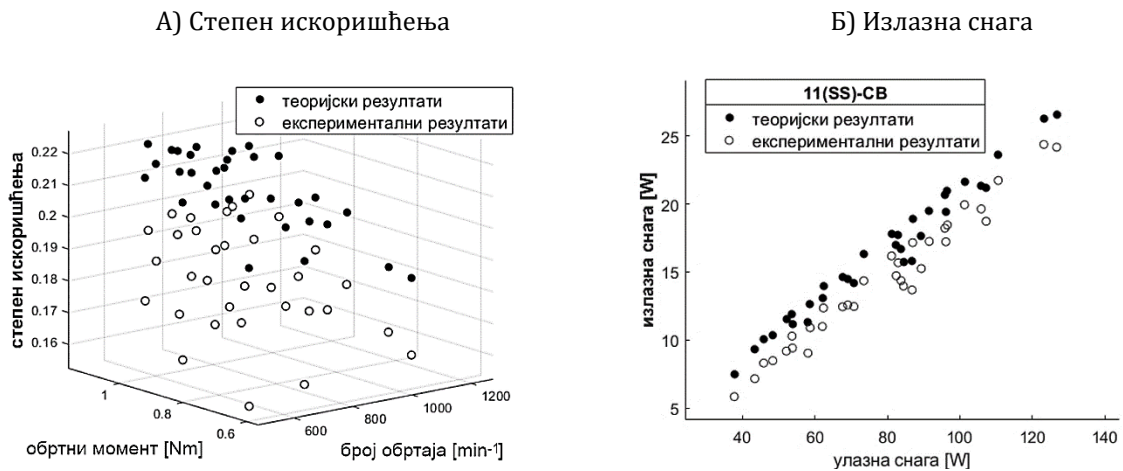 А) Степен искоришћења
Б) Излазна снага
теоријски резултати
експериментални резултати
степен искоришћења
0.22
0.21
0.2
0.19
0.18
0.17
0.16
1
0.8
0.6
600
800
1000
1200
обртни момент [Nm]
број обртаја [min-1]
11(SS)-CB
теоријски резултати
експериментални резултати
излазна снага [W]
25
20
15
10
5
40
60
80
100
120
140
улазна снага [W]